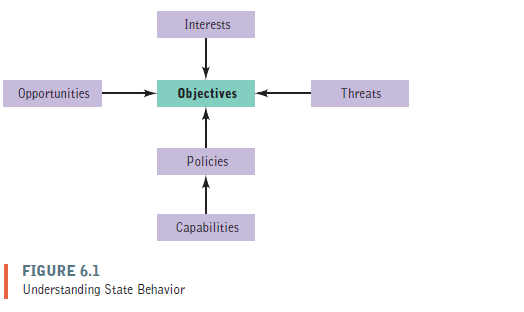 Interests
Opportunities
Objectives
Threats
Policies
Capabilities
FIGURE 6.1
Understanding State Behavior